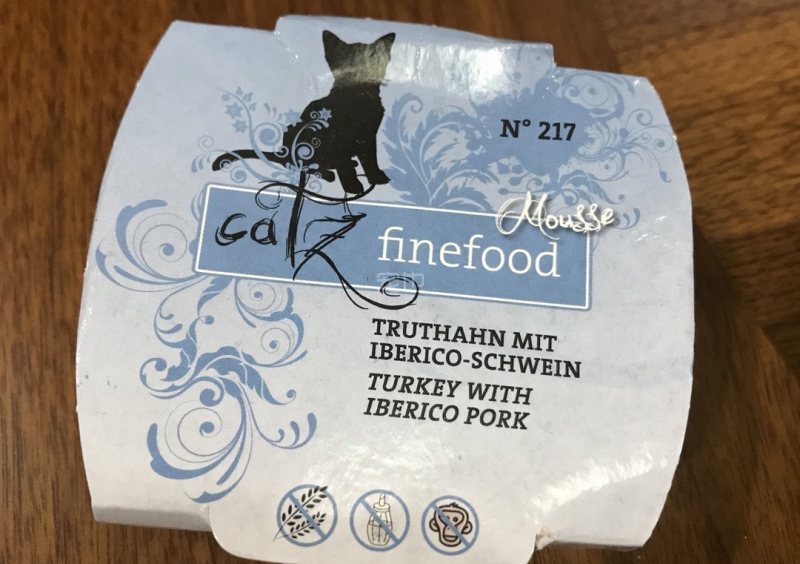 N° 217
catz
Mousse
finefood
TRUTHAHN MIT
IBERICO-SCHWEIN
TURKEY WITH
IBERICO PORK